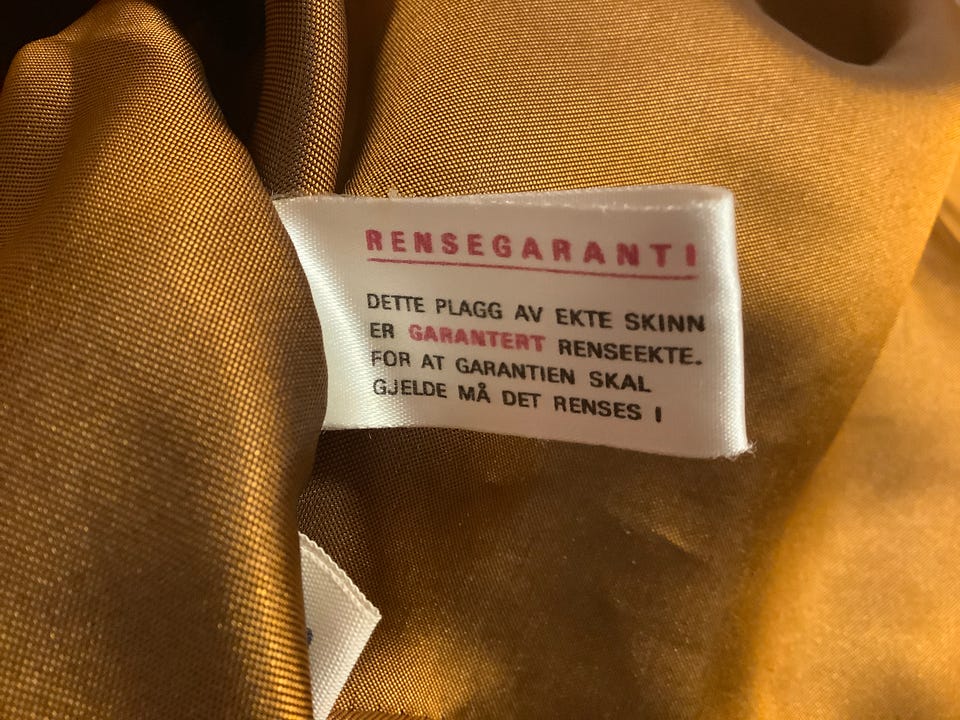 RENSEGARANTI
DETTE PLAGG AV EKTE SKINN
ER GARANTERT RENSEEKTE.
FOR AT GARANTIEN SKAL
GJELDE MÅ DET RENSES I